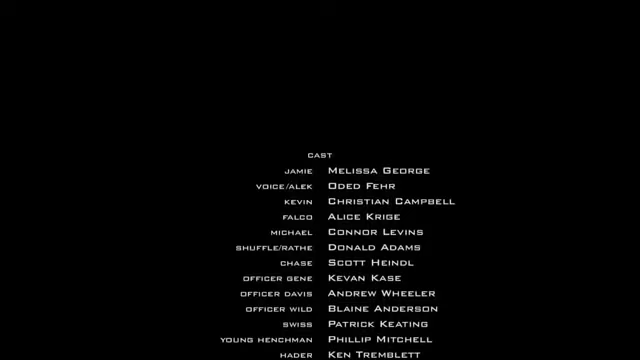 CAST
JAMIE MELISSA GEORGE
VOICE/ALEK ODED FEHR
KEVIN CHRISTIAN CAMPBELL
FALCO ALICE KRIGE
MICHAEL CONNOR LEVINS
SHUFFLE/RATHE DONALD ADAMS
CHASE SCOTT HEINDL
OFFICER GENE KEVAN KASE
OFFICER DAVIS ANDREW WHEELER
OFFICER WILD BLAINE ANDERSON
SWISS PATRICK KEATING
YOUNG HENCHMAN PHILLIP MITCHELL
HADER KEN TREMBLETT